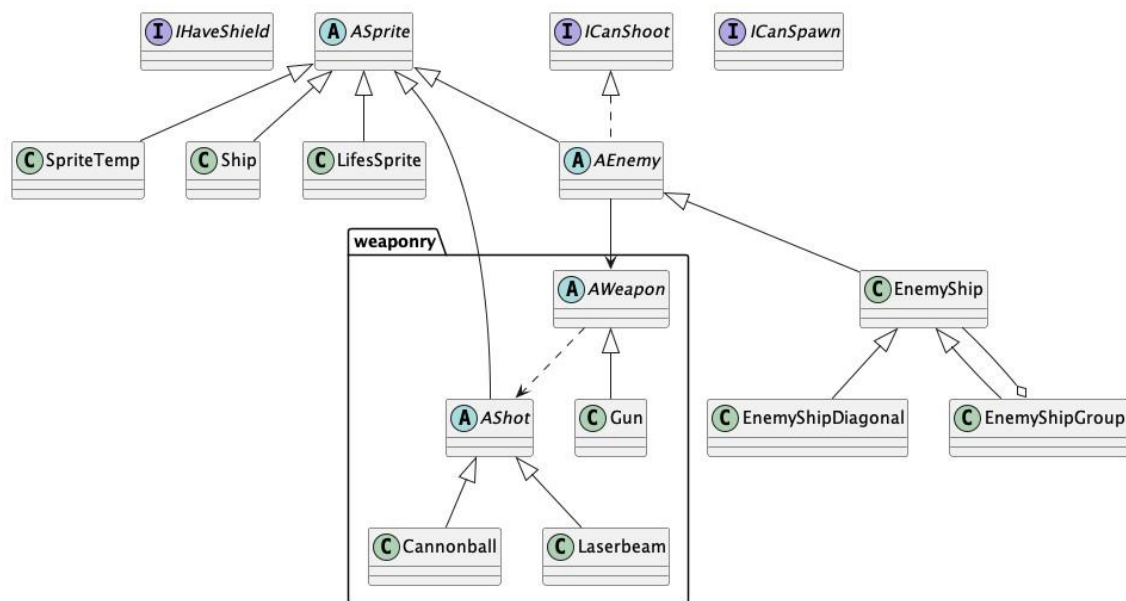 I IHaveShield
A ASprite
I ICanShoot
I ICanSpawn
C SpriteTemp
C Ship
C LifesSprite
A AEnemy
weaponry
A AWeapon
C EnemyShip
A AShot
C Gun
C EnemyShipDiagonal
C EnemyShipGroup
C Cannonball
C Laserbeam